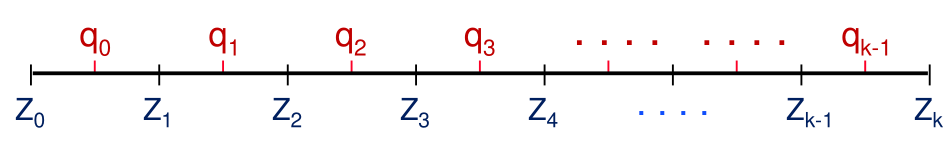 q₀ q₁ q₂ q₃ . . . . . . . . qₖ₋₁
Z₀ Z₁ Z₂ Z₃ Z₄ . . . . Zₖ₋₁ Zₖ